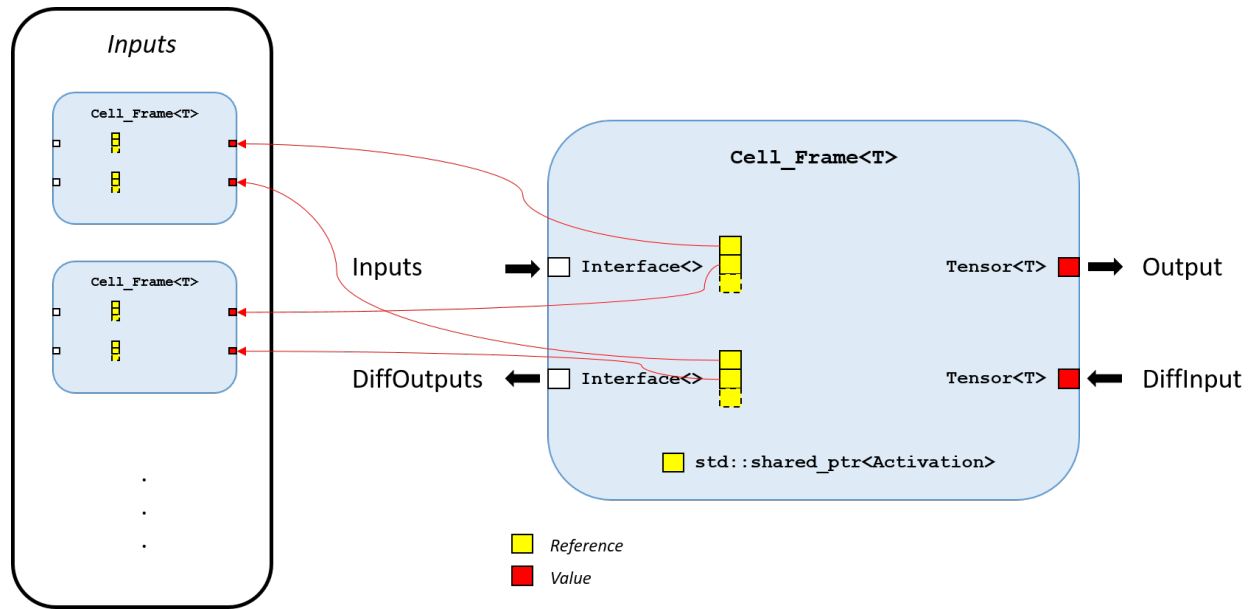 Inputs
Cell_Frame<T>
Cell_Frame<T>
.
.
.
Cell_Frame<T>
Inputs
Interface<>
Tensor<T>
Output
DiffOutputs
Interface<>
Tensor<T>
DiffInput
std::shared_ptr<Activation>
Reference
Value